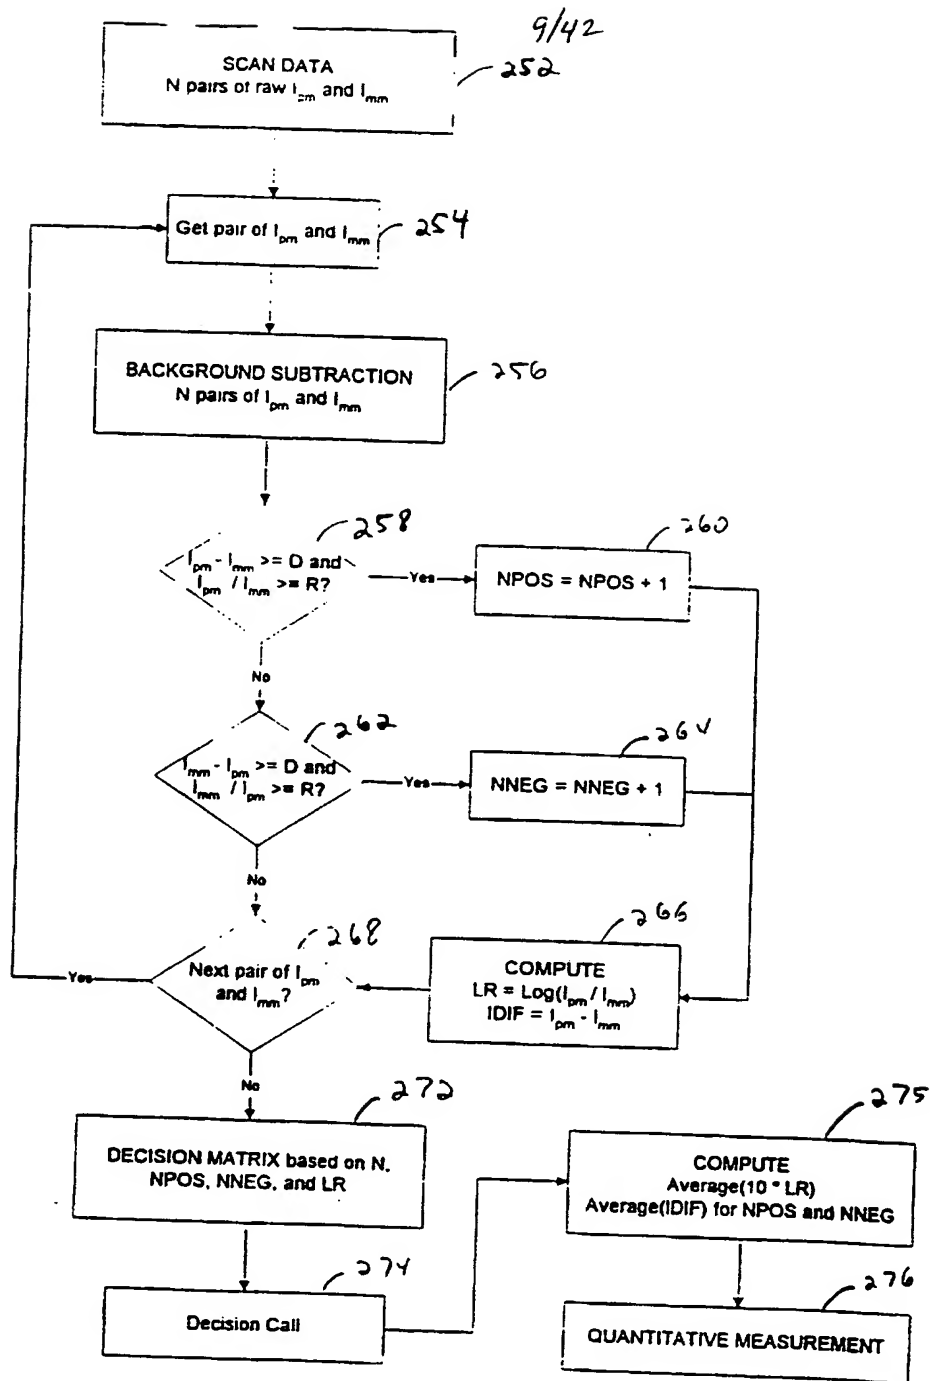 9/42
SCAN DATA
N pairs of raw I_pm and I_mm
252
Get pair of I_pm and I_mm
254
BACKGROUND SUBTRACTION
N pairs of I_pm and I_mm
256
258
I_pm - I_mm >= D and
I_pm / I_mm >= R?
Yes
260
NPOS = NPOS + 1
No
262
I_mm - I_pm >= D and
I_mm / I_pm >= R?
Yes
264
NNEG = NNEG + 1
No
268
Next pair of I_pm
and I_mm?
Yes
266
COMPUTE
LR = Log(I_pm / I_mm)
IDIF = I_pm - I_mm
No
272
DECISION MATRIX based on N,
NPOS, NNEG, and LR
275
COMPUTE
Average(10 * LR)
Average(IDIF) for NPOS and NNEG
274
Decision Call
276
QUANTITATIVE MEASUREMENT